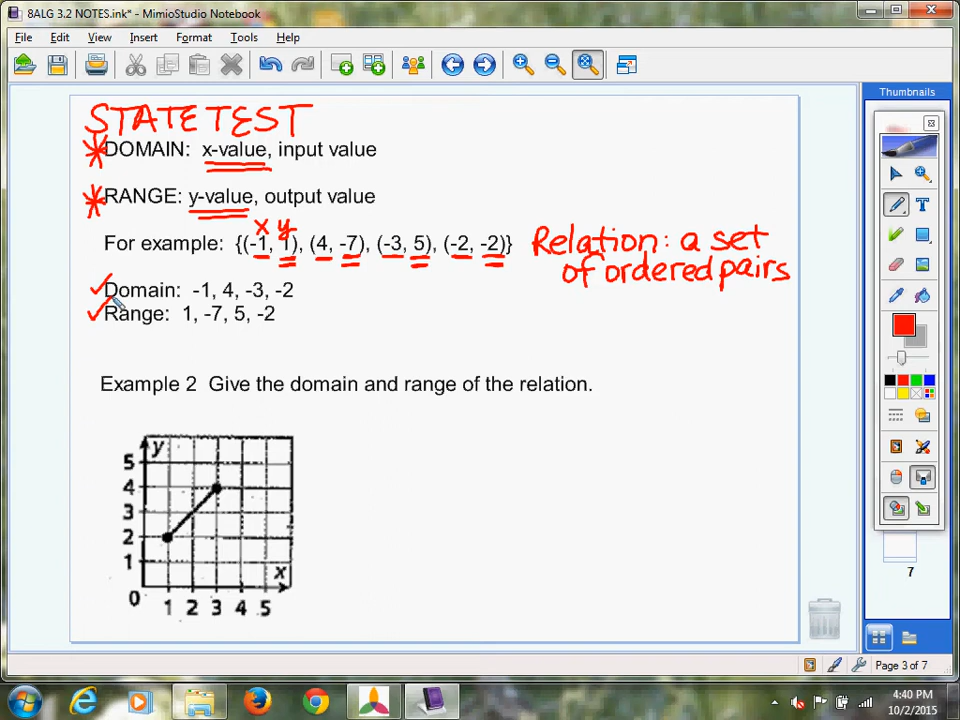 8ALG 3.2 NOTES.ink* - MimioStudio Notebook
File Edit View Insert Format Tools Help
Thumbnails
STATE TEST
DOMAIN: x-value, input value
RANGE: y-value, output value
x y
For example: {(-1, 1), (4, -7), (-3, 5), (-2, -2)}
Relation: a set
of ordered pairs
Domain: -1, 4, -3, -2
Range: 1, -7, 5, -2
Example 2 Give the domain and range of the relation.
y
5
4
3
2
1
x
0
1 2 3 4 5
T
7
Page 3 of 7
4:40 PM
10/2/2015